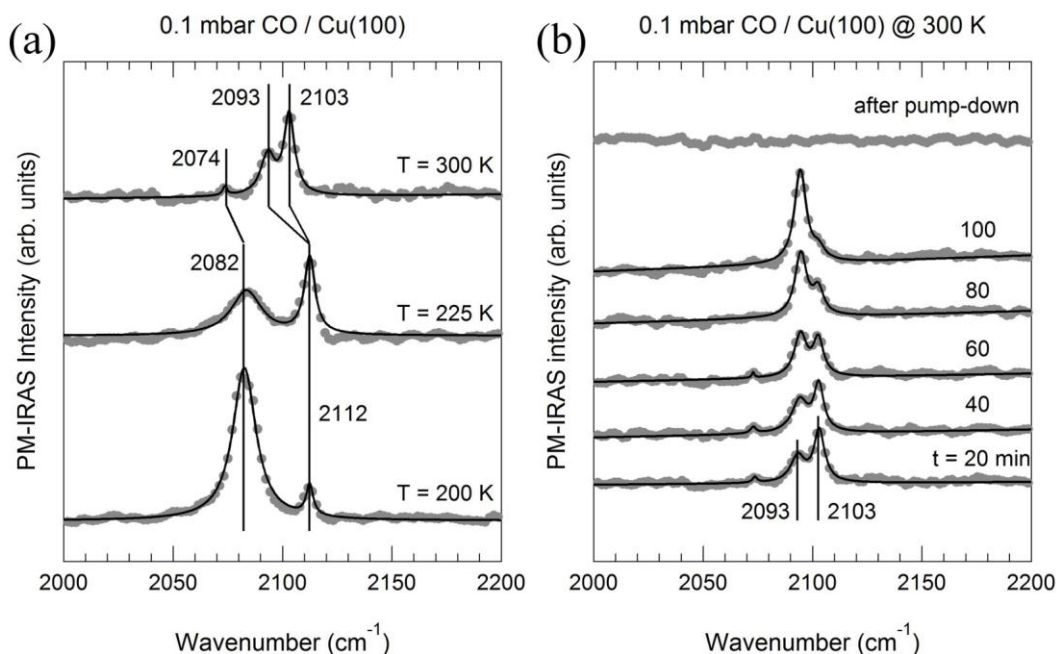 (a)
0.1 mbar CO / Cu(100)
PM-IRAS Intensity (arb. units)
2093
2103
2074
T = 300 K
2082
T = 225 K
2112
T = 200 K
2000
2050
2100
2150
2200
Wavenumber (cm⁻¹)
(b)
0.1 mbar CO / Cu(100) @ 300 K
PM-IRAS intensity (arb. units)
after pump-down
100
80
60
40
t = 20 min
2093
2103
2000
2050
2100
2150
2200
Wavenumber (cm⁻¹)